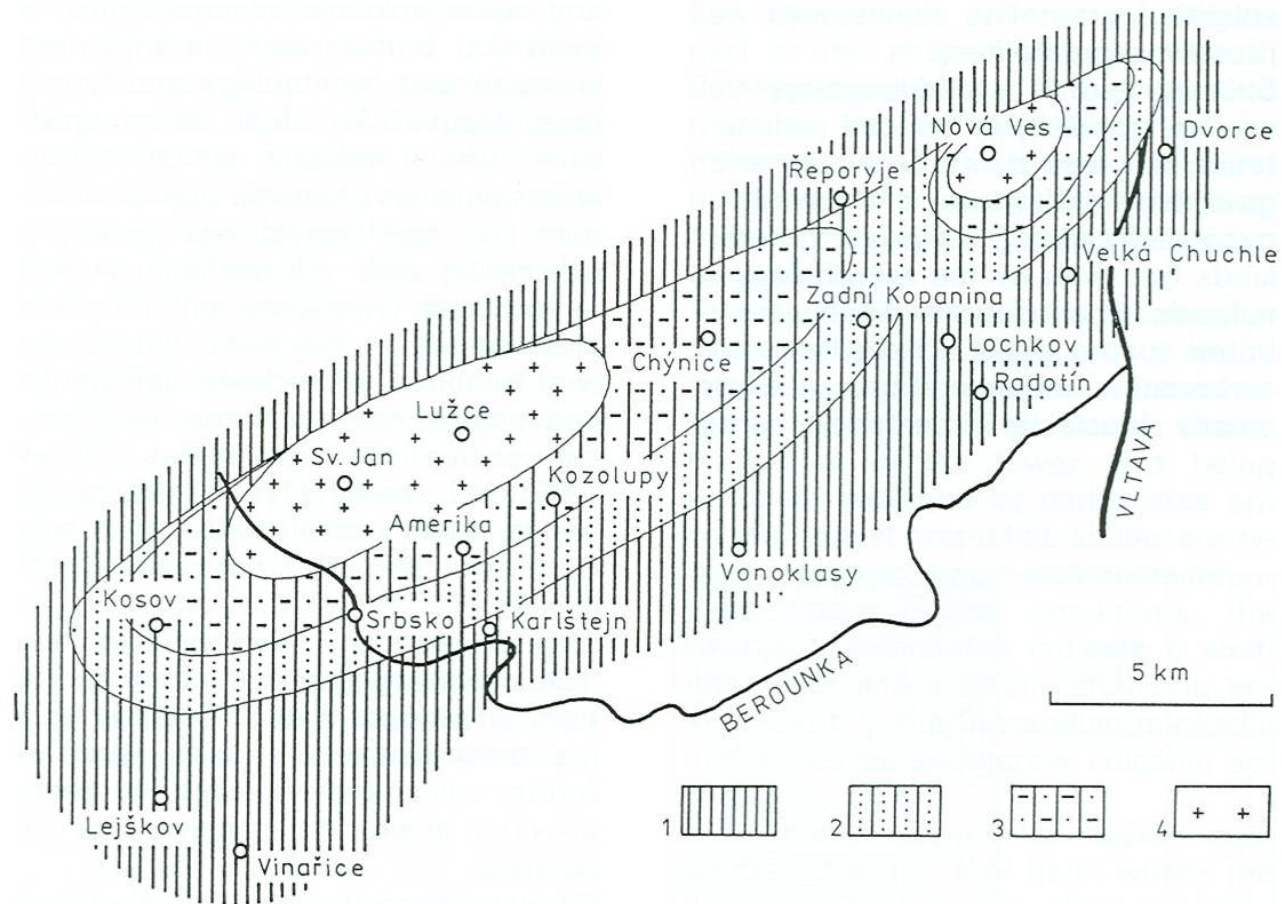 Nová Ves
Dvorce
Řeporyje
Velká Chuchle
Zadní Kopanina
Lochkov
Chýnice
Radotín
Lužce
Sv. Jan
Kozolupy
VLTAVA
Amerika
Vonoklasy
Kosov
Srbsko
Karlštejn
5 km
BEROUNKA
1 2 3 4
Lejškov
Vinařice